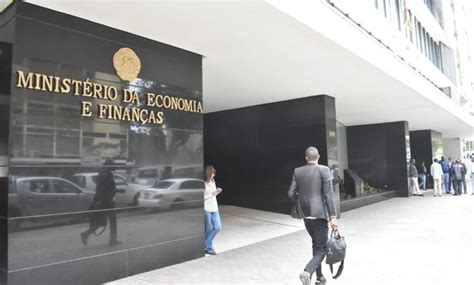 MINISTÉRIO DA ECONOMIA
E FINANÇAS